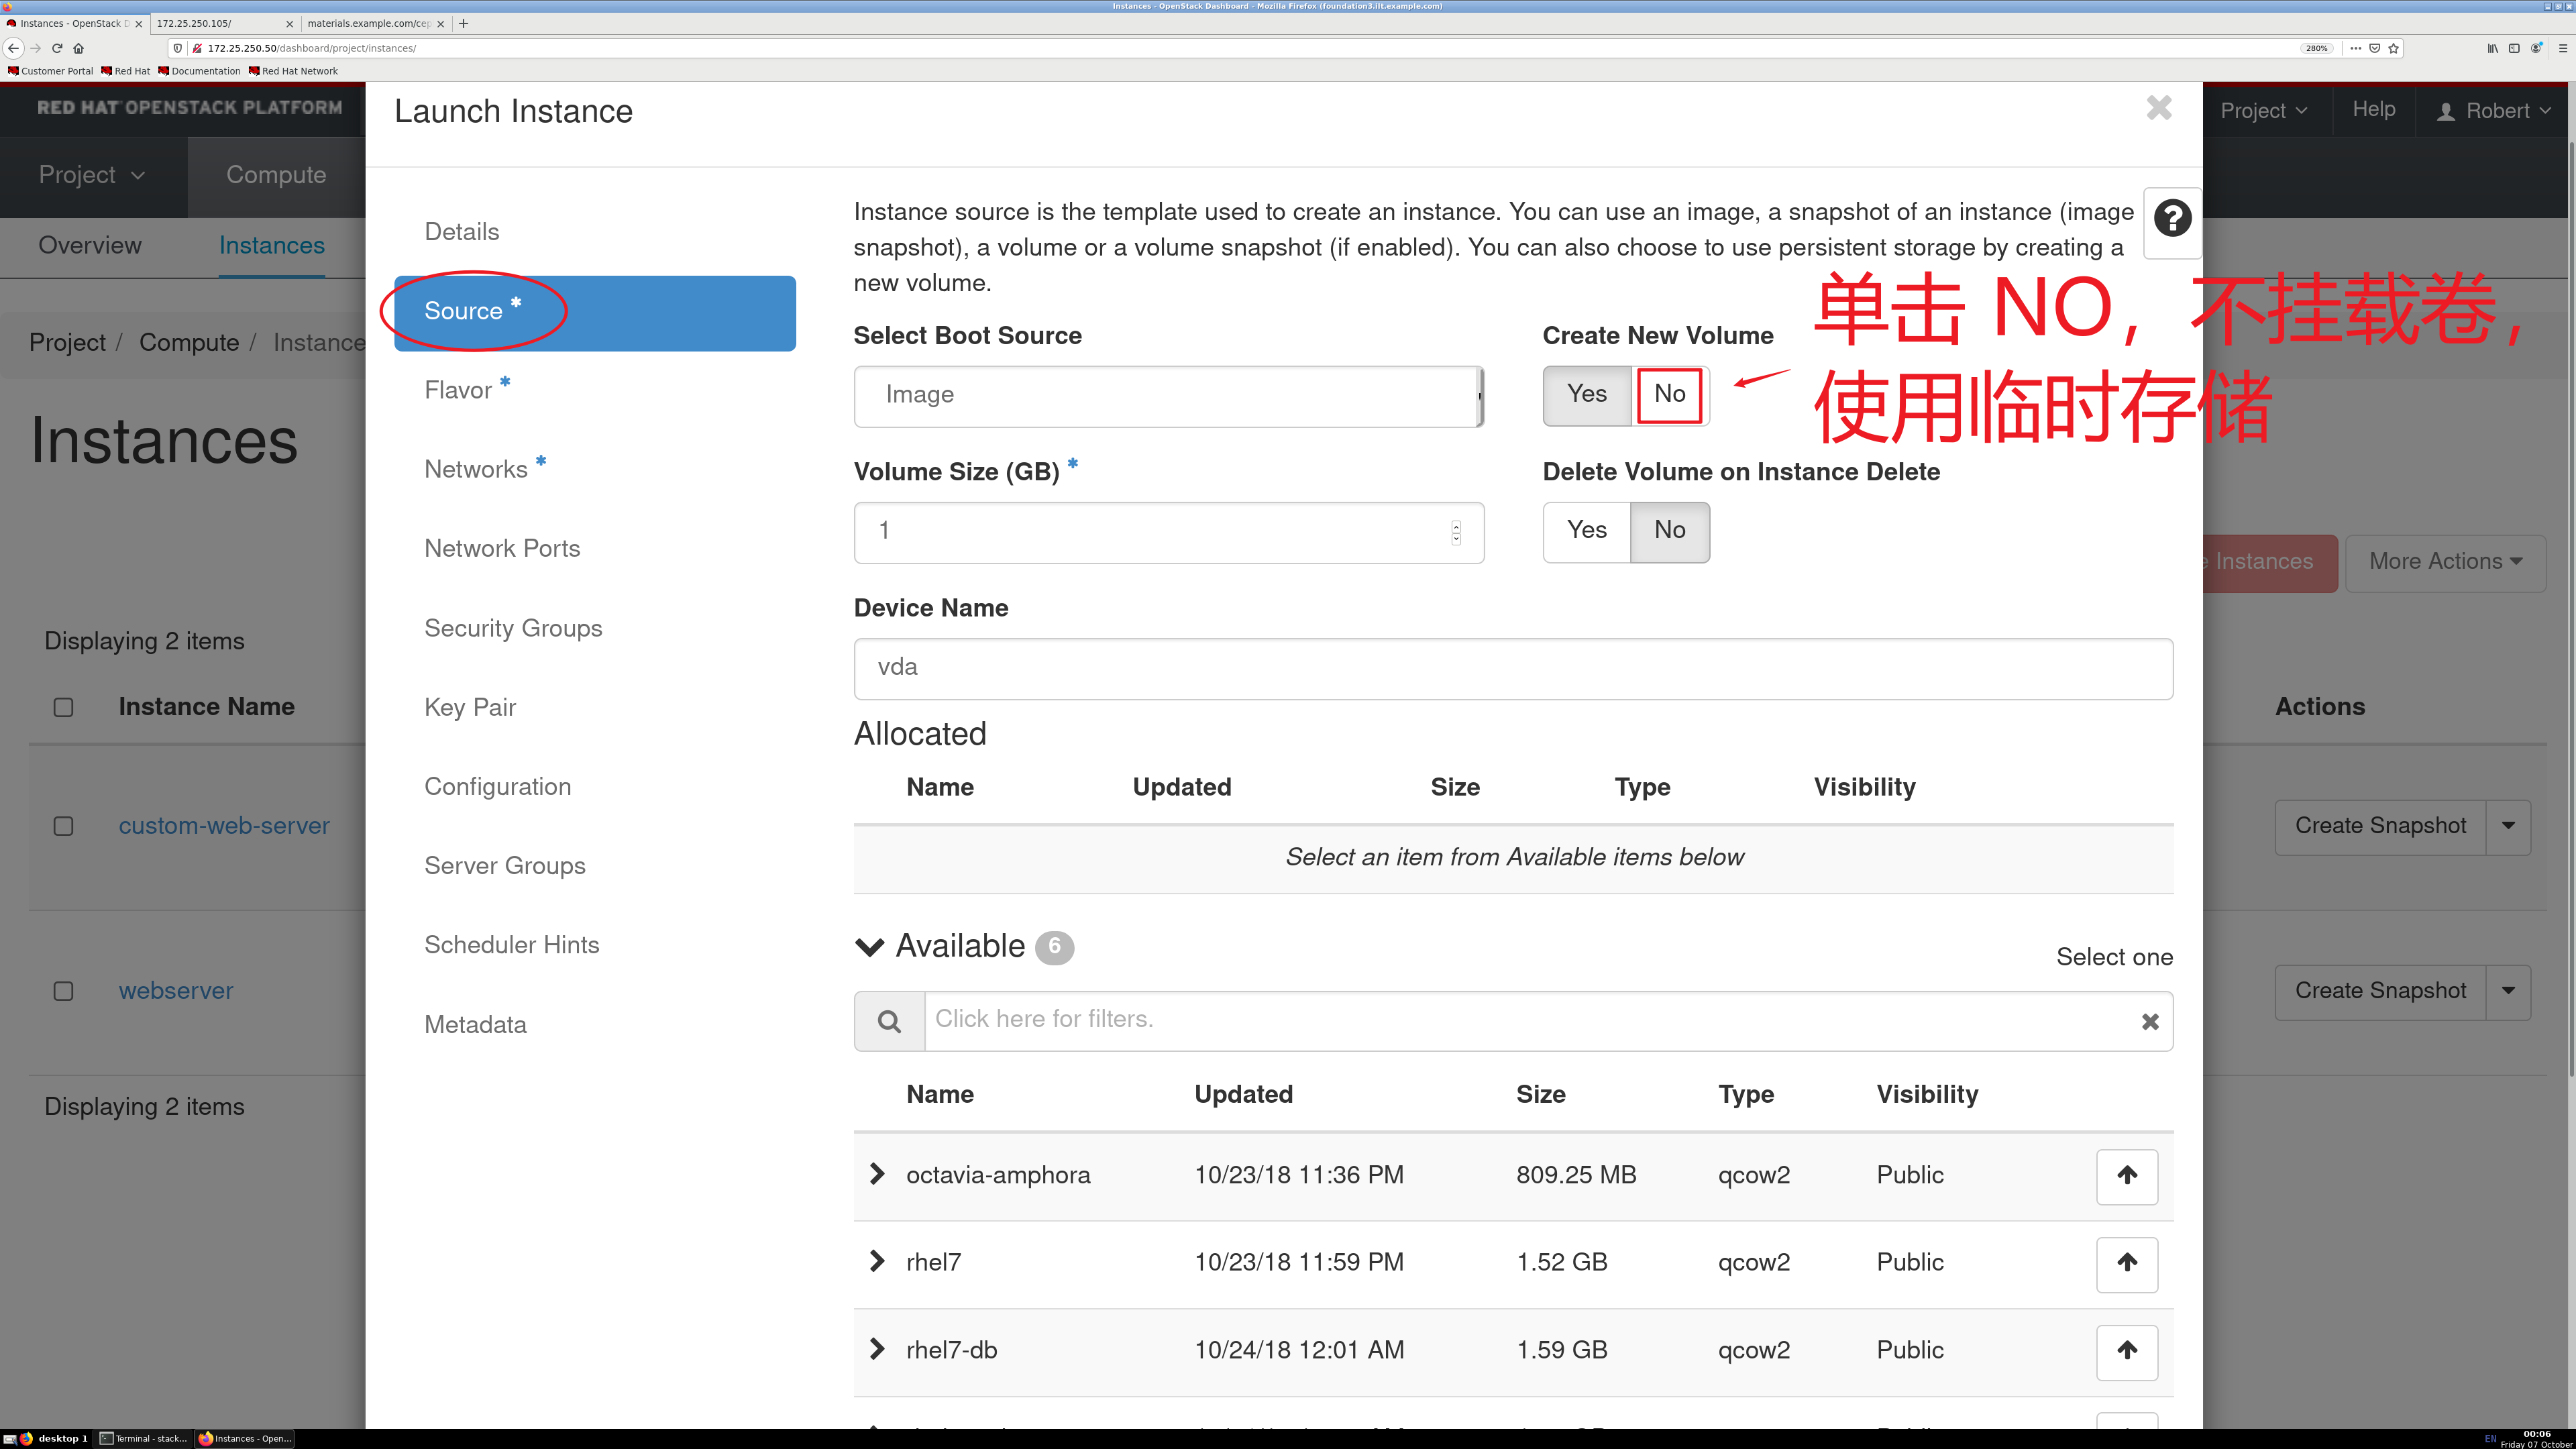 Instances - OpenStack Dashboard - Mozilla Firefox (foundation3.ilt.example.com)
Instances - OpenStack D
172.25.250.105/
materials.example.com/cep
172.25.250.50/dashboard/project/instances/
280%
Customer Portal
Red Hat
Documentation
Red Hat Network
RED HAT OPENSTACK PLATFORM
Project
Help
Robert
Project
Compute
Overview
Instances
Project / Compute / Instance
Instances
e Instances
More Actions
Displaying 2 items
Instance Name
Actions
custom-web-server
Create Snapshot
webserver
Create Snapshot
Displaying 2 items
Launch Instance
Details
Source *
Flavor *
Networks *
Network Ports
Security Groups
Key Pair
Configuration
Server Groups
Scheduler Hints
Metadata
Instance source is the template used to create an instance. You can use an image, a snapshot of an instance (image
snapshot), a volume or a volume snapshot (if enabled). You can also choose to use persistent storage by creating a
new volume.
Select Boot Source
Image
Create New Volume
Yes No
单击 NO，不挂载卷，
使用临时存储
Volume Size (GB) *
1
Delete Volume on Instance Delete
Yes No
Device Name
vda
Allocated
Name Updated Size Type Visibility
Select an item from Available items below
Available 6
Select one
Click here for filters.
Name Updated Size Type Visibility
octavia-amphora 10/23/18 11:36 PM 809.25 MB qcow2 Public
rhel7 10/23/18 11:59 PM 1.52 GB qcow2 Public
rhel7-db 10/24/18 12:01 AM 1.59 GB qcow2 Public
desktop 1
Terminal - stack...
Instances - Open...
EN
00:06
Friday 07 October